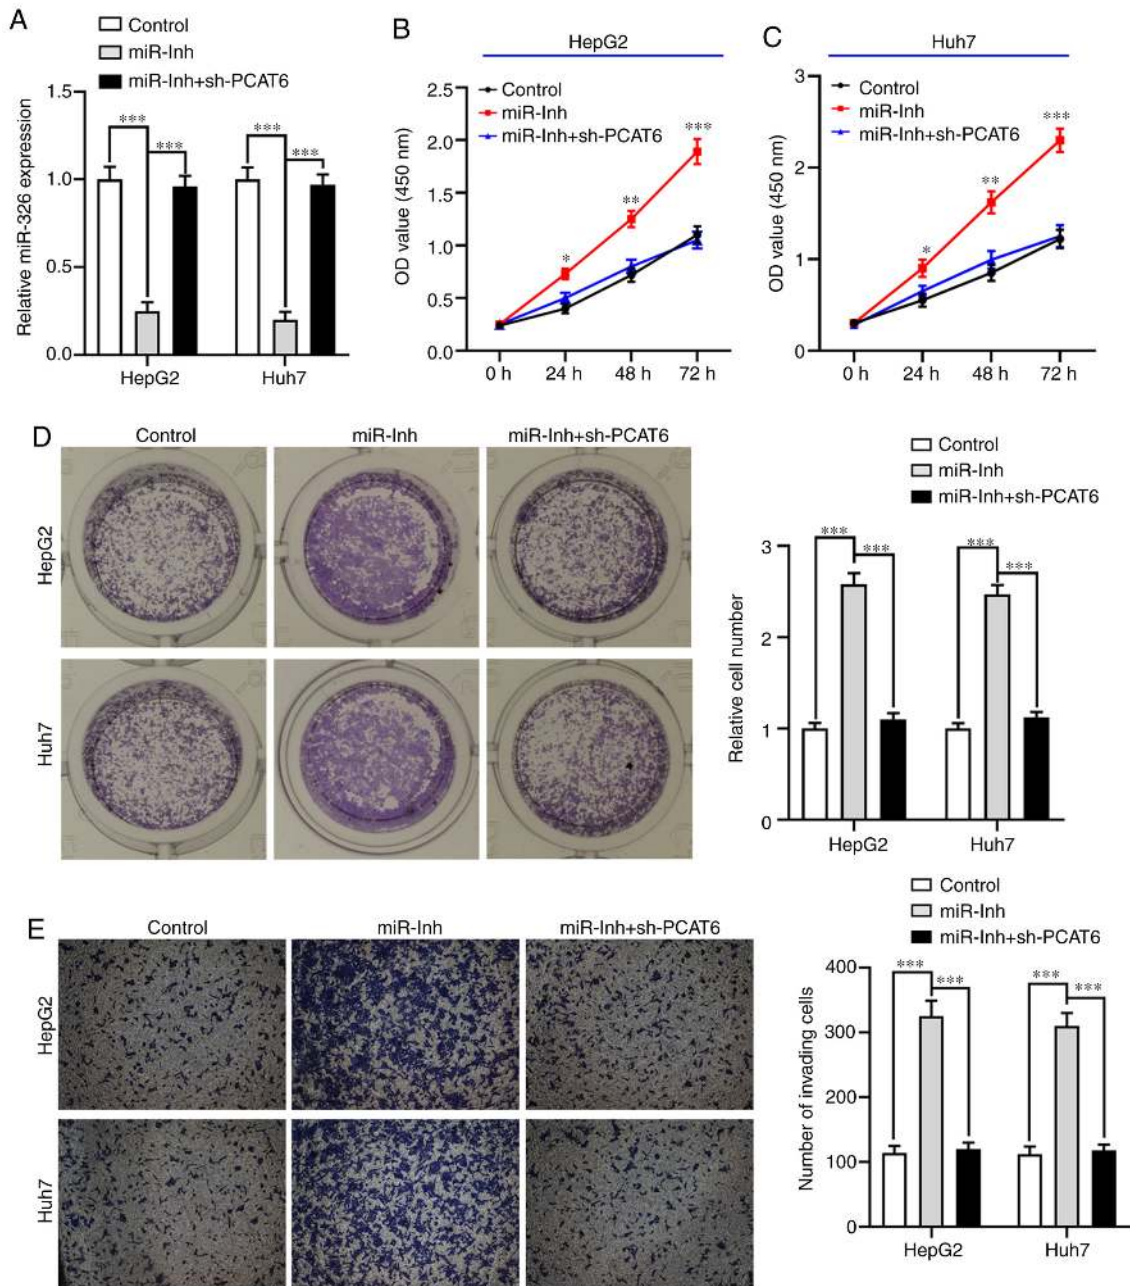 A
Control
miR-Inh
miR-Inh+sh-PCAT6
Relative miR-326 expression
1.5
1.0
0.5
0.0
***
***
***
***
HepG2
Huh7
B
HepG2
Control
miR-Inh
miR-Inh+sh-PCAT6
OD value (450 nm)
2.5
2.0
1.5
1.0
0.5
0.0
*
**
***
0 h
24 h
48 h
72 h
C
Huh7
Control
miR-Inh
miR-Inh+sh-PCAT6
OD value (450 nm)
3
2
1
0
*
**
***
0 h
24 h
48 h
72 h
D
Control
miR-Inh
miR-Inh+sh-PCAT6
HepG2
Huh7
Control
miR-Inh
miR-Inh+sh-PCAT6
Relative cell number
3
2
1
0
***
***
***
***
HepG2
Huh7
E
Control
miR-Inh
miR-Inh+sh-PCAT6
HepG2
Huh7
Control
miR-Inh
miR-Inh+sh-PCAT6
Number of invading cells
400
300
200
100
0
***
***
***
***
HepG2
Huh7